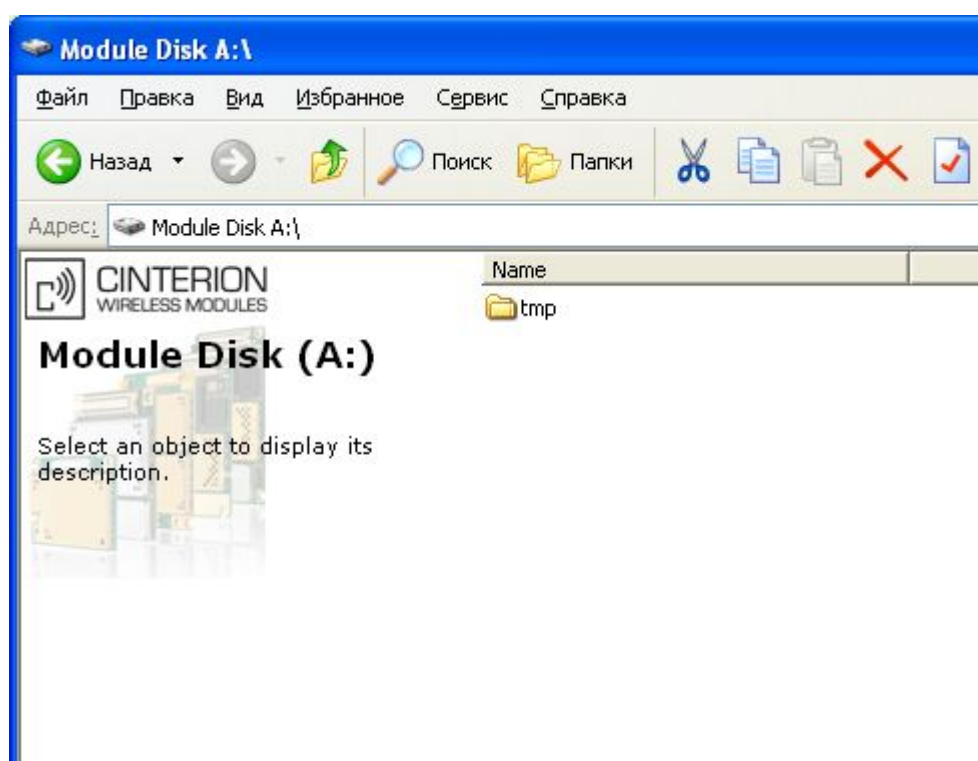 Module Disk A:\
Файл Правка Вид Избранное Сервис Справка
Назад Поиск Папки
Адрес: Module Disk A:\
CINTERION
WIRELESS MODULES
Name
tmp
Module Disk (A:)
Select an object to display its
description.